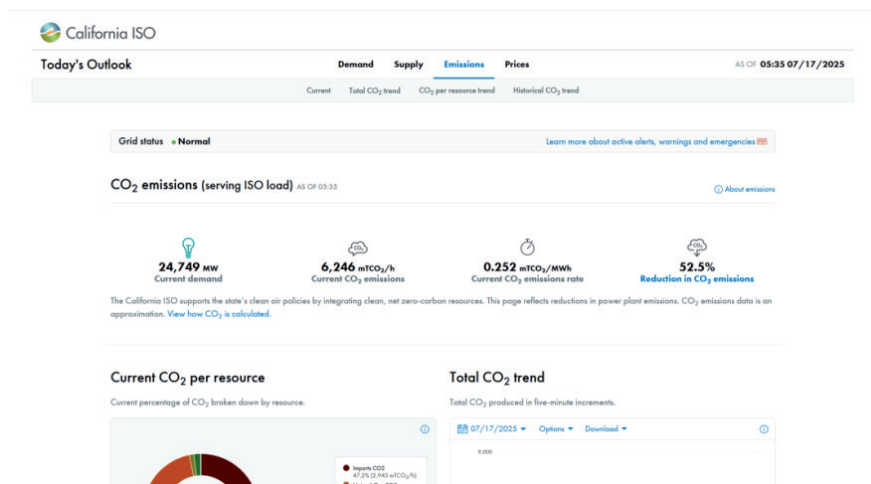 California ISO
Today's Outlook
Demand Supply Emissions Prices
AS OF 05:35 07/17/2025
Current Total CO₂ trend CO₂ per resource trend Historical CO₂ trend
Grid status Normal
Learn more about active alerts, warnings and emergencies
CO₂ emissions (serving ISO load) AS OF 05:35
About emissions
24,749 MW
Current demand
6,246 mTCO₂/h
Current CO₂ emissions
0.252 mTCO₂/MWh
Current CO₂ emissions rate
52.5%
Reduction in CO₂ emissions
The California ISO supports the state's clean air policies by integrating clean, net zero-carbon resources. This page reflects reductions in power plant emissions. CO₂ emissions data is an
approximation. View how CO₂ is calculated.
Current CO₂ per resource
Current percentage of CO₂ broken down by resource.
Imports CO2
47.2% (2,945 mTCO₂/h)
Total CO₂ trend
Total CO₂ produced in five-minute increments.
07/17/2025 Options Download
9,000